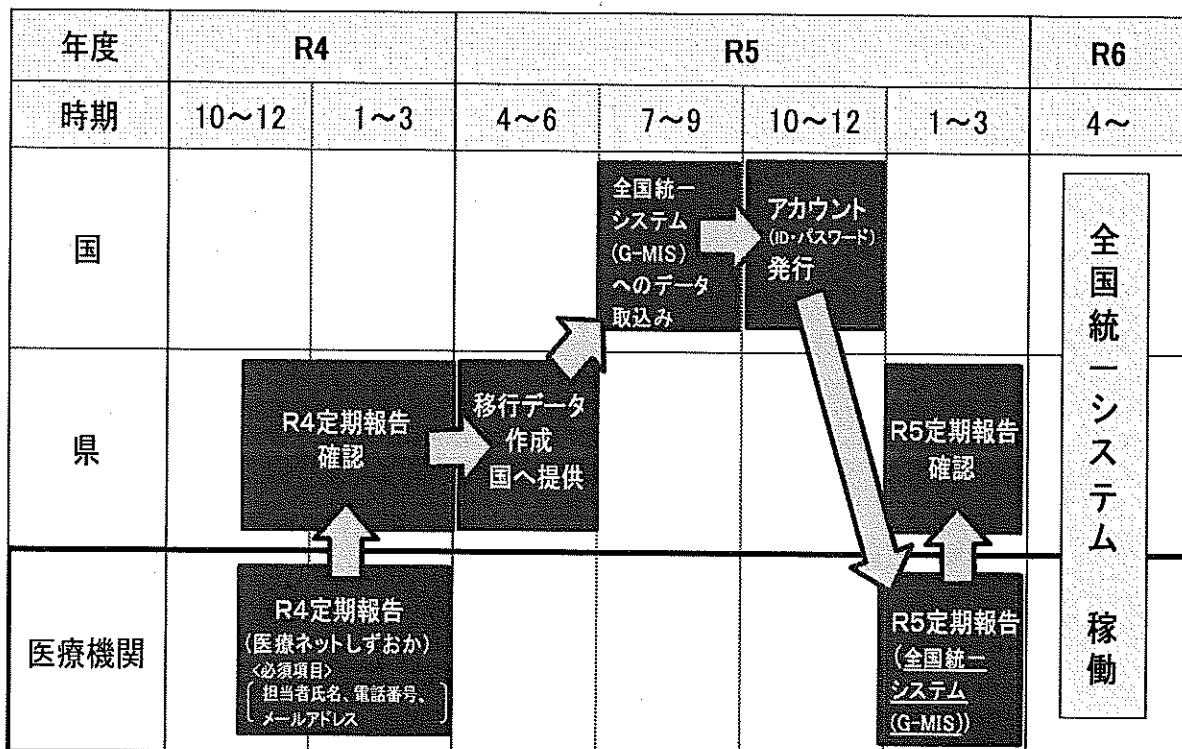 年度 R4 R5 R6
時期 10～12 1～3 4～6 7～9 10～12 1～3 4～
国
全国統一
システム
(G-MIS)
へのデータ
取込み
アカウント
(ID・パスワード)
発行
県
R4定期報告
確認
移行データ
作成
国へ提供
R5定期報告
確認
医療機関
R4定期報告
(医療ネットしずおか)
<必須項目>
担当者氏名、電話番号、
メールアドレス
R5定期報告
(全国統一
システム
(G-MIS))
全国統一システム 稼働